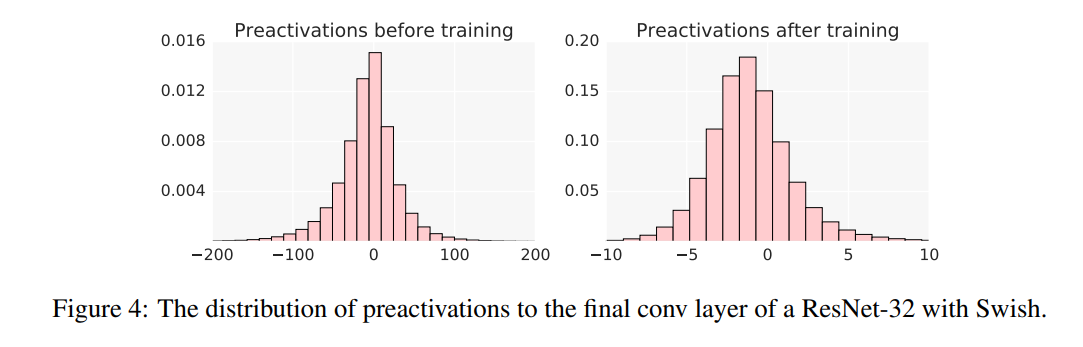 Preactivations before training
0.016
0.012
0.008
0.004
−200 −100 0 100 200
Preactivations after training
0.20
0.15
0.10
0.05
−10 −5 0 5 10
Figure 4: The distribution of preactivations to the final conv layer of a ResNet-32 with Swish.